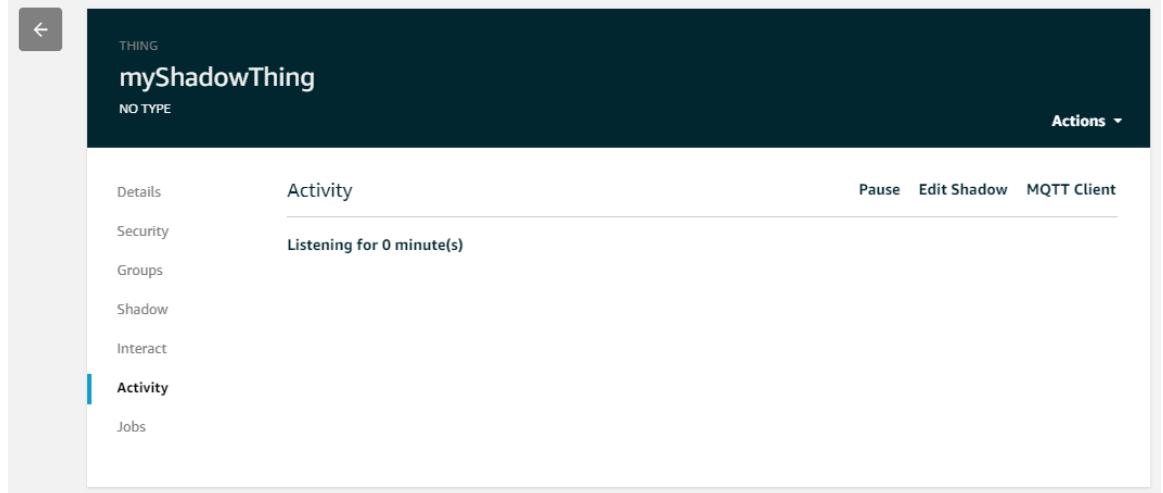 THING
myShadowThing
NO TYPE
Actions
Details
Security
Groups
Shadow
Interact
Activity
Jobs
Activity
Pause Edit Shadow MQTT Client
Listening for 0 minute(s)